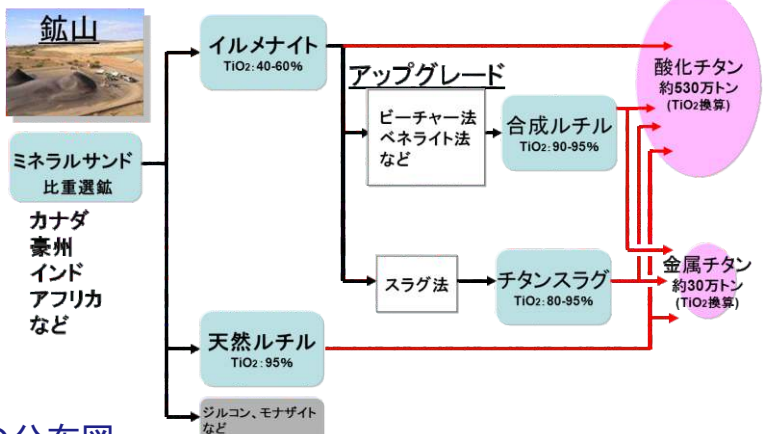 鉱山
ミネラルサンド
比重選鉱
カナダ
豪州
インド
アフリカ
など
イルメナイト
TiO2:40-60%
アップグレード
ビーチャー法
ベネライト法
など
合成ルチル
TiO2:90-95%
スラグ法
チタンスラグ
TiO2:80-95%
天然ルチル
TiO2:95%
ジルコン、モナザイト
など
酸化チタン
約530万トン
(TiO2換算)
金属チタン
約30万トン
(TiO2換算)
の分布図